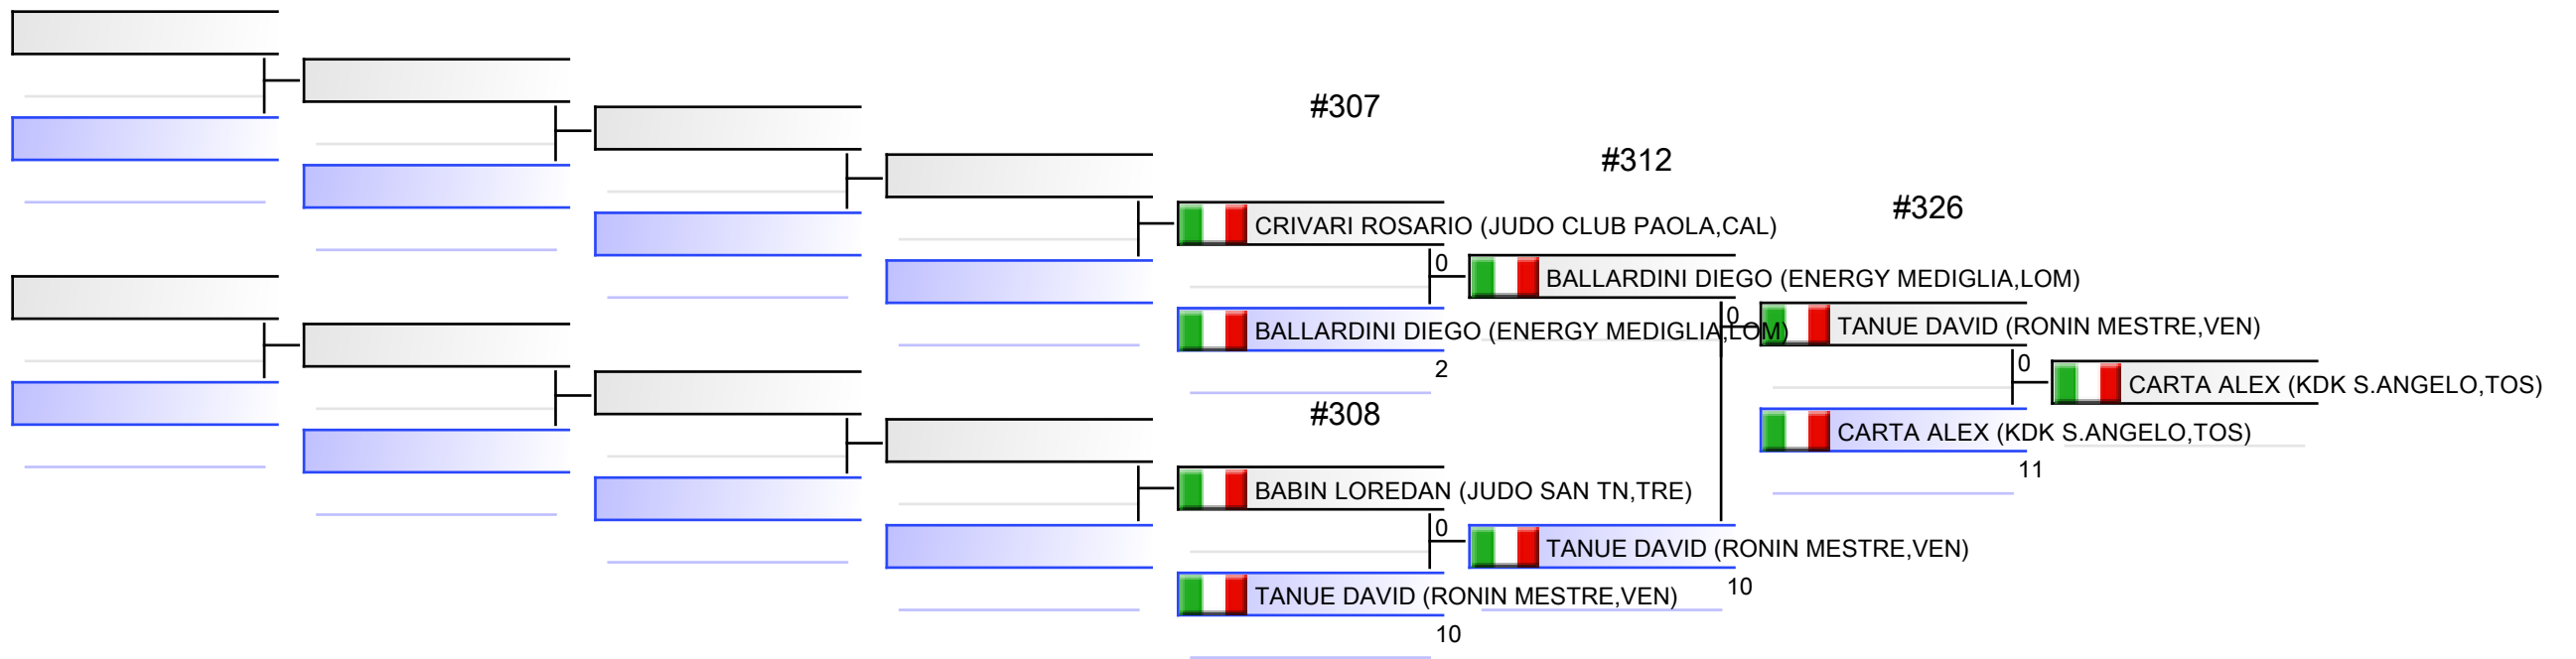 #307
#312
#326
CRIVARI ROSARIO (JUDO CLUB PAOLA,CAL)
0
BALLARDINI DIEGO (ENERGY MEDIGLIA,LOM)
BALLARDINI DIEGO (ENERGY MEDIGLIA,LOM)
0
TANUE DAVID (RONIN MESTRE,VEN)
2
0
CARTA ALEX (KDK S.ANGELO,TOS)
#308
CARTA ALEX (KDK S.ANGELO,TOS)
11
BABIN LOREDAN (JUDO SAN TN,TRE)
0
TANUE DAVID (RONIN MESTRE,VEN)
10
TANUE DAVID (RONIN MESTRE,VEN)
10